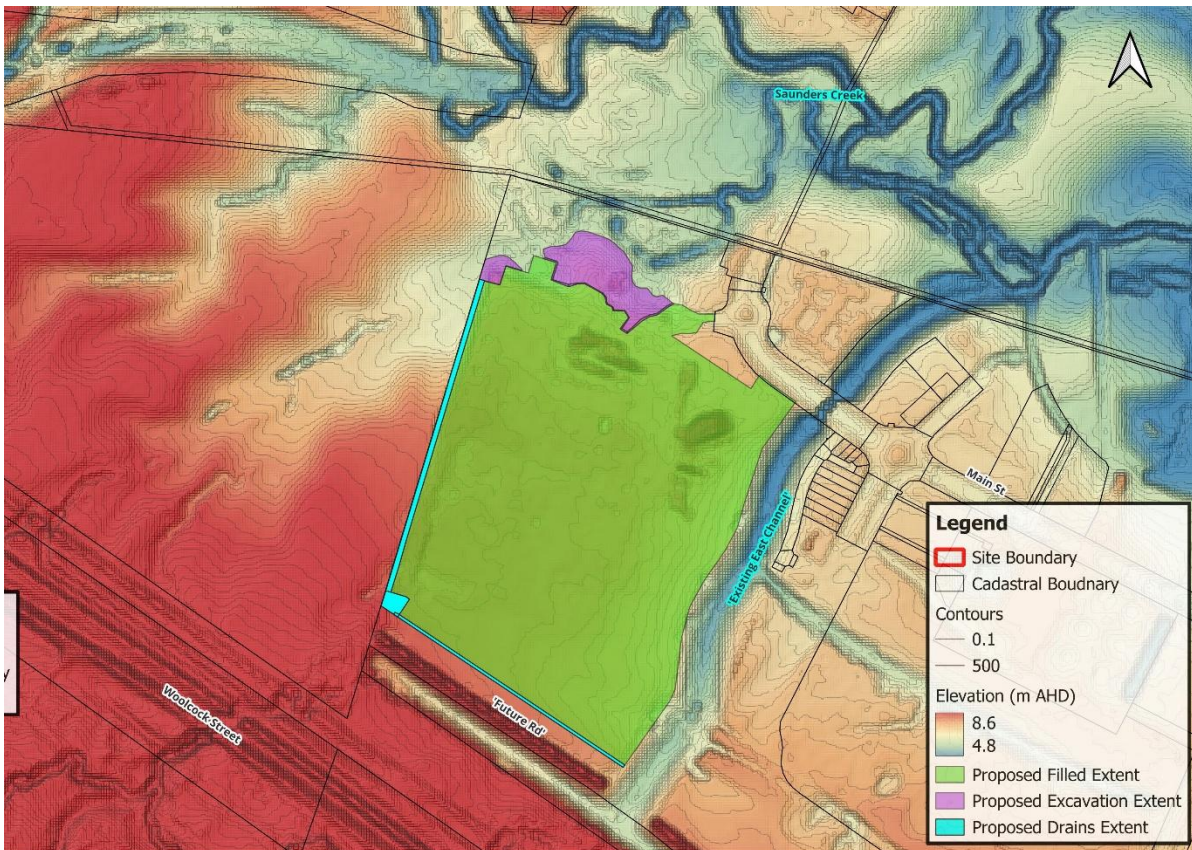 Saunders Creek
Main St
'Existing East Channel'
'Future Rd'
Woolcock Street
y
Legend
Site Boundary
Cadastral Boudnary
Contours
0.1
500
Elevation (m AHD)
8.6
4.8
Proposed Filled Extent
Proposed Excavation Extent
Proposed Drains Extent